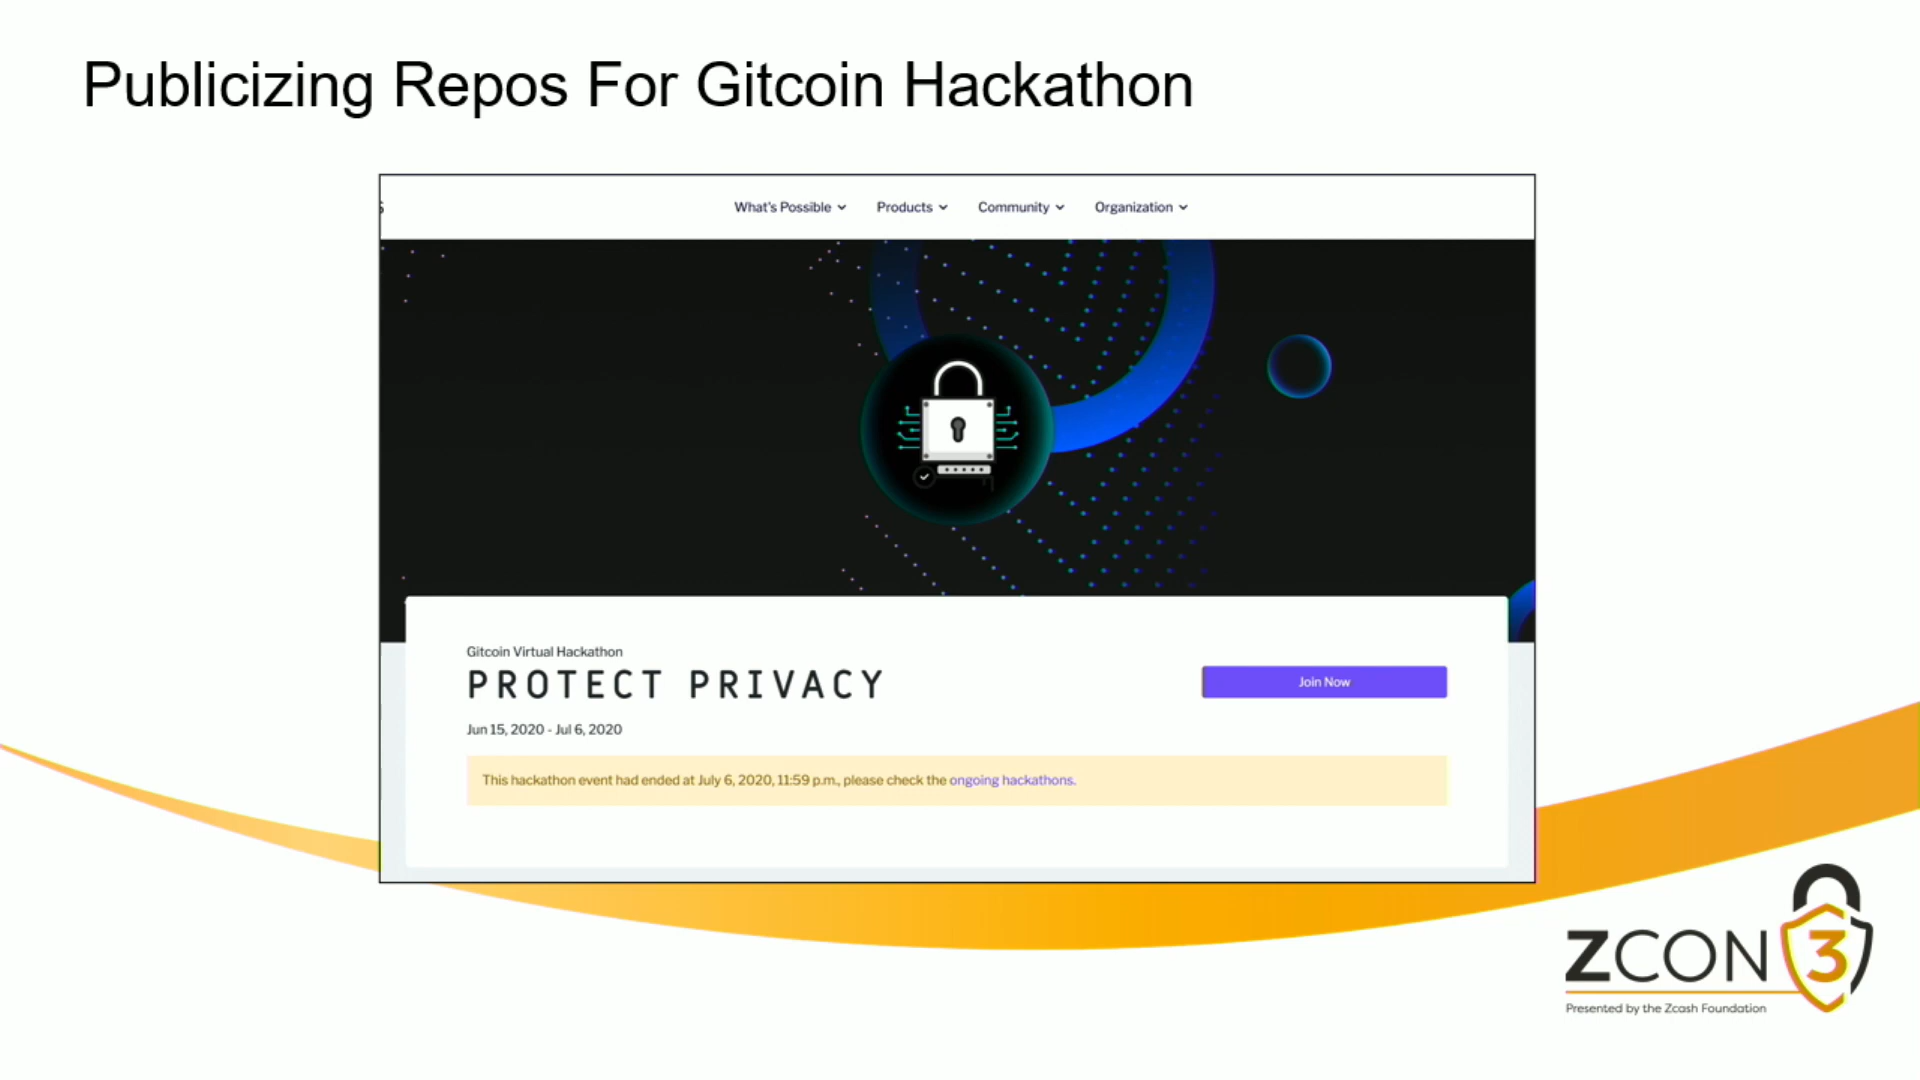 Publicizing Repos For Gitcoin Hackathon
What's Possible Products Community Organization
Gitcoin Virtual Hackathon
PROTECT PRIVACY
Join Now
Jun 15, 2020 - Jul 6, 2020
This hackathon event had ended at July 6, 2020, 11:59 p.m., please check the ongoing hackathons.
ZCON 3
Presented by the Zcash Foundation